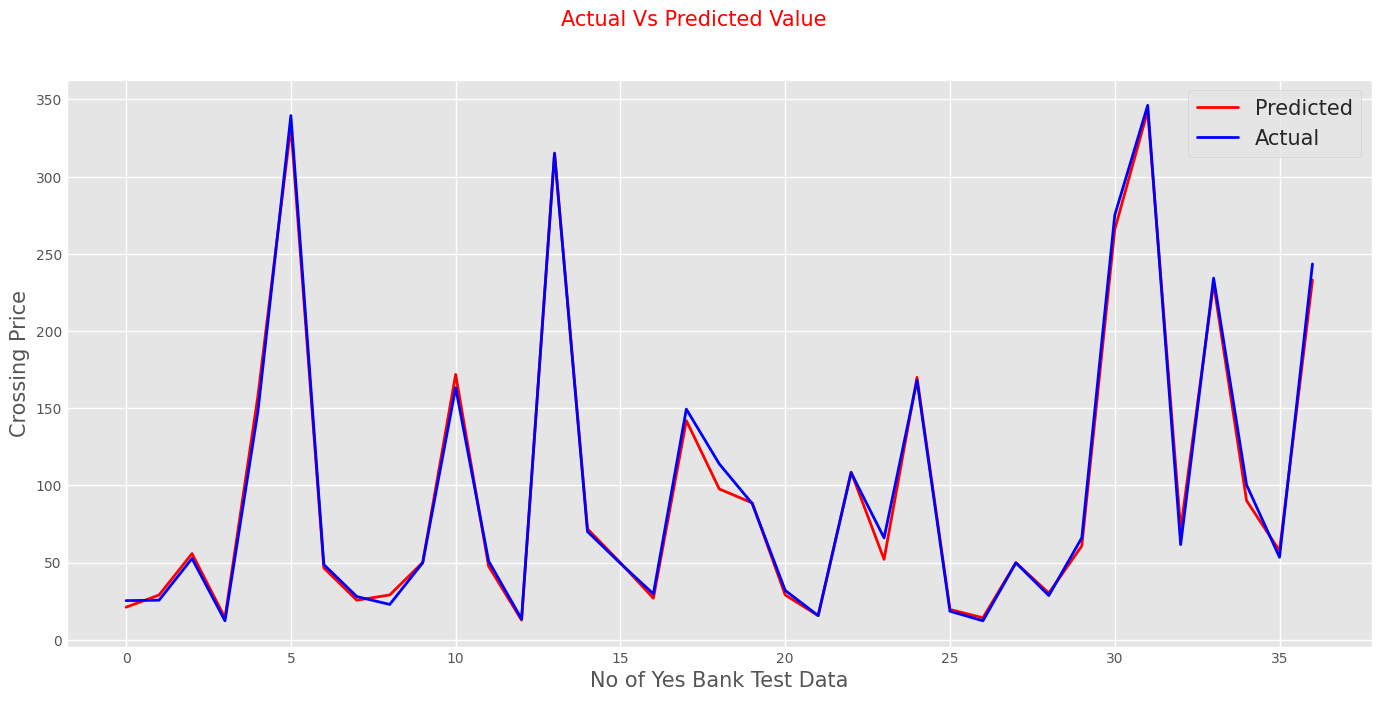 Actual Vs Predicted Value
Predicted
Actual
Crossing Price
350
300
250
200
150
100
50
0
0 5 10 15 20 25 30 35
No of Yes Bank Test Data